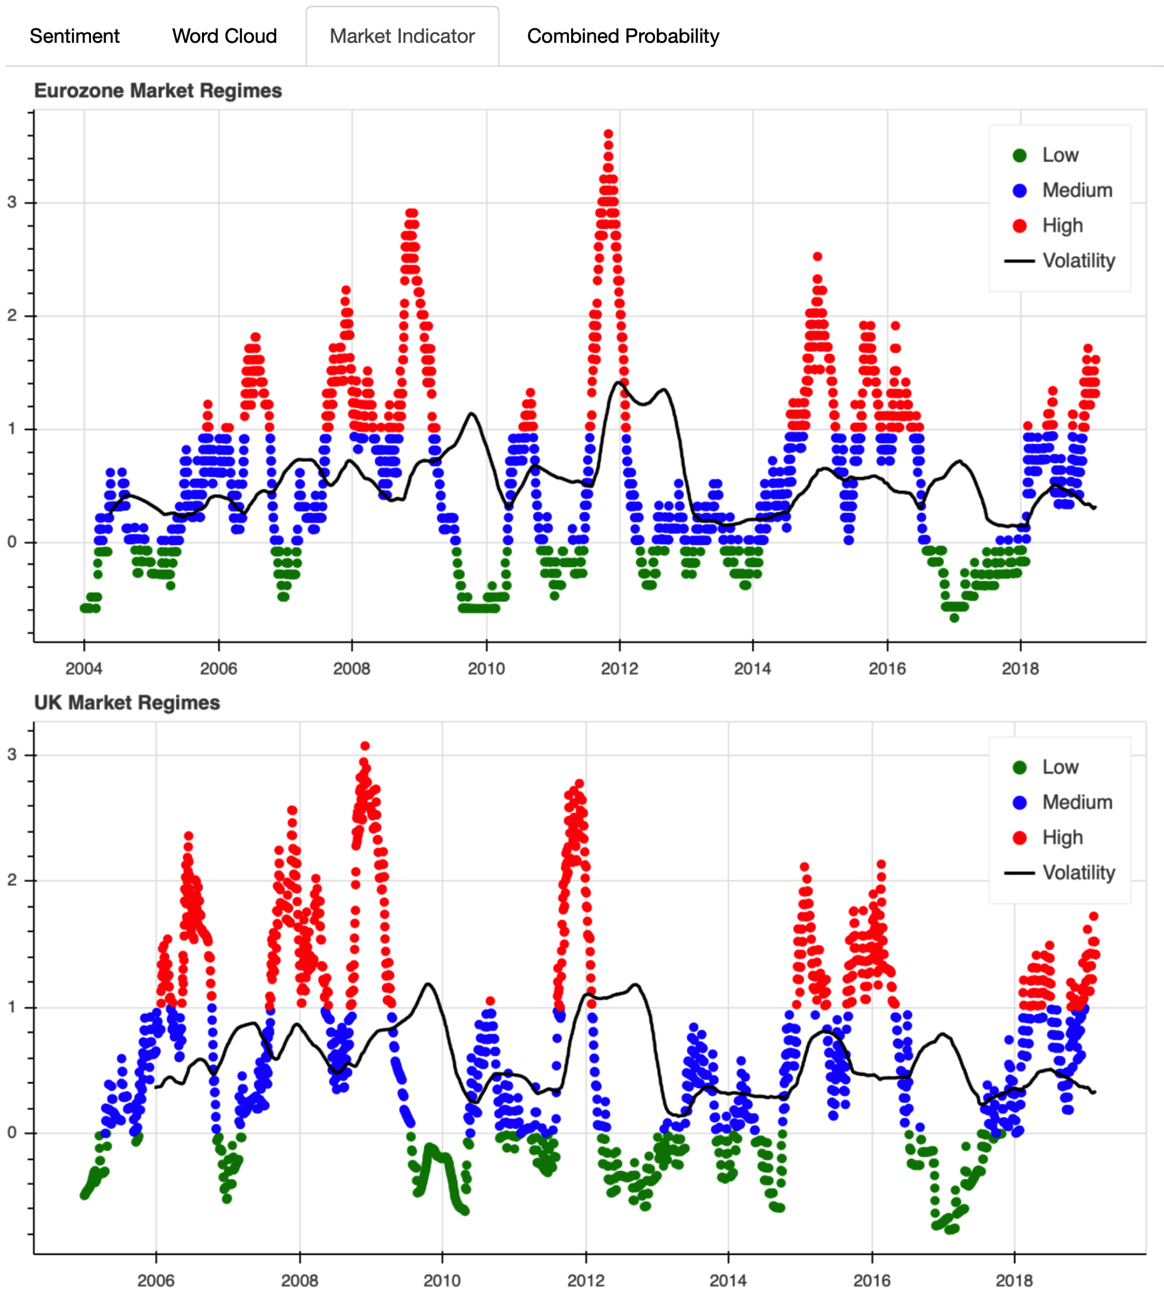 Sentiment Word Cloud Market Indicator Combined Probability
Eurozone Market Regimes
Low
Medium
High
Volatility
3
2
1
0
2004 2006 2008 2010 2012 2014 2016 2018
UK Market Regimes
Low
Medium
High
Volatility
3
2
1
0
2006 2008 2010 2012 2014 2016 2018